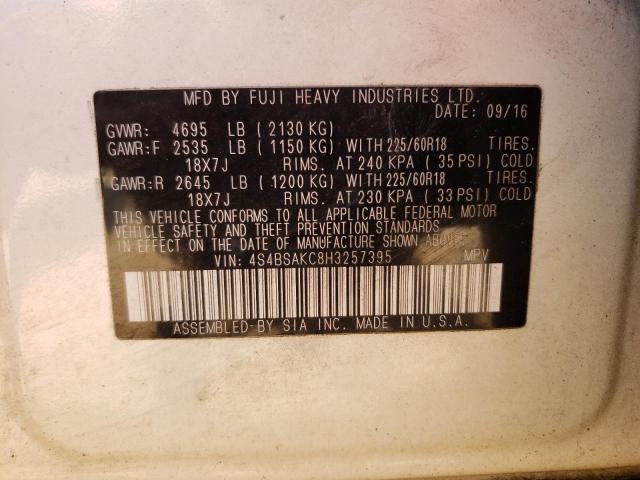 MFD BY FUJI HEAVY INDUSTRIES LTD.
DATE: 09/16
GVWR: 4695 LB (2130 KG)
GAWR:F 2535 LB (1150 KG) WITH 225/60R18 TIRES.
18X7J RIMS. AT 240 KPA (35 PSI) COLD
GAWR:R 2645 LB (1200 KG) WITH 225/60R18 TIRES.
18X7J RIMS. AT 230 KPA (33 PSI) COLD
THIS VEHICLE CONFORMS TO ALL APPLICABLE FEDERAL MOTOR
VEHICLE SAFETY AND THEFT PREVENTION STANDARDS
IN EFFECT ON THE DATE OF MANUFACTURE SHOWN ABOVE.
VIN: 4S4BSAKC8H3257395 MPV
ASSEMBLED BY SIA INC. MADE IN U.S.A.